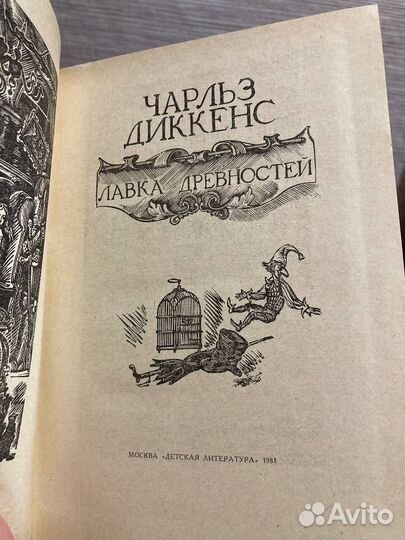 ЧАРЛЬЗ
ДИККЕНС
ЛАВКА ДРЕВНОСТЕЙ
МОСКВА «ДЕТСКАЯ ЛИТЕРАТУРА» 1981
Avito